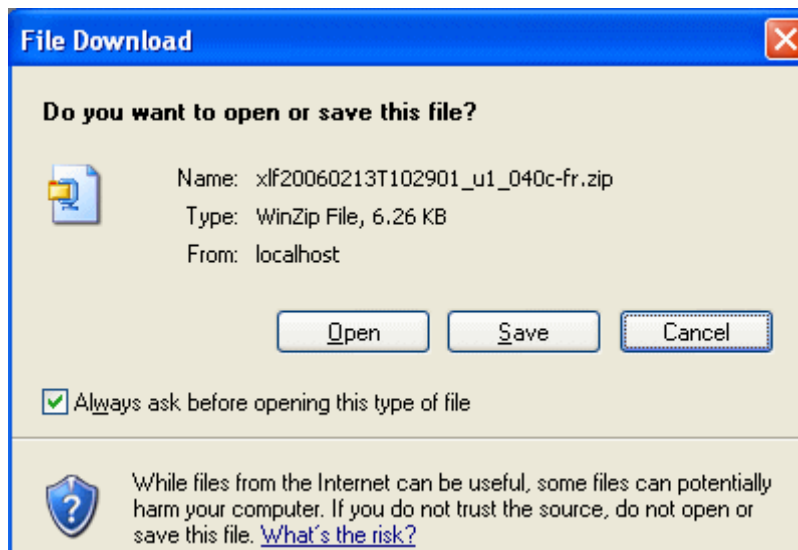 File Download
Do you want to open or save this file?
Name: xlf20060213T102901_u1_040c-fr.zip
Type: WinZip File, 6.26 KB
From: localhost
Open Save Cancel
Always ask before opening this type of file
While files from the Internet can be useful, some files can potentially
harm your computer. If you do not trust the source, do not open or
save this file. What's the risk?